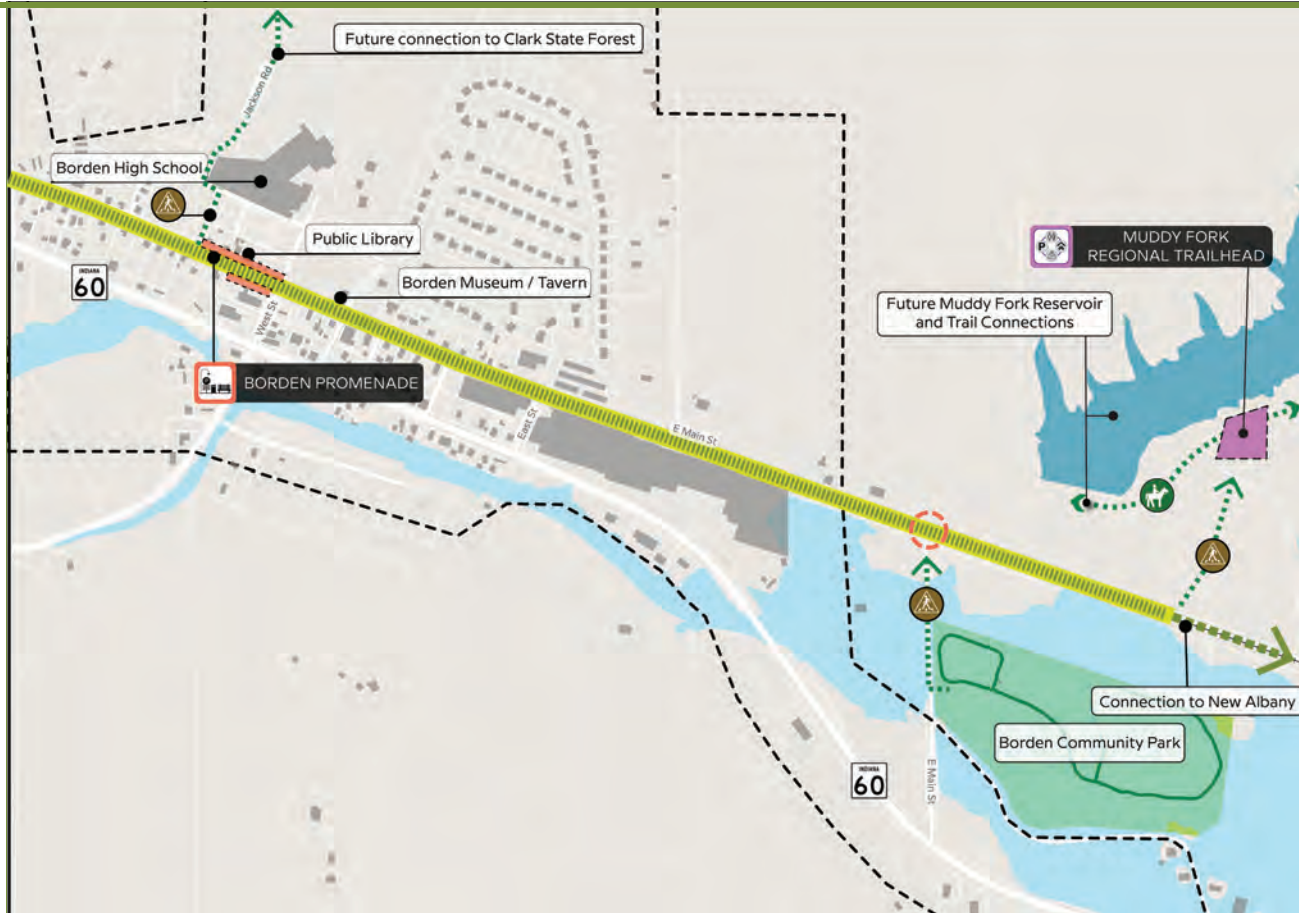 Future connection to Clark State Forest
Jackson Rd
Borden High School
Public Library
Borden Museum / Tavern
INDIANA
60
West St
BORDEN PROMENADE
East St
E Main St
P
MUDDY FORK
REGIONAL TRAILHEAD
Future Muddy Fork Reservoir
and Trail Connections
Connection to New Albany
Borden Community Park
E Main St
INDIANA
60